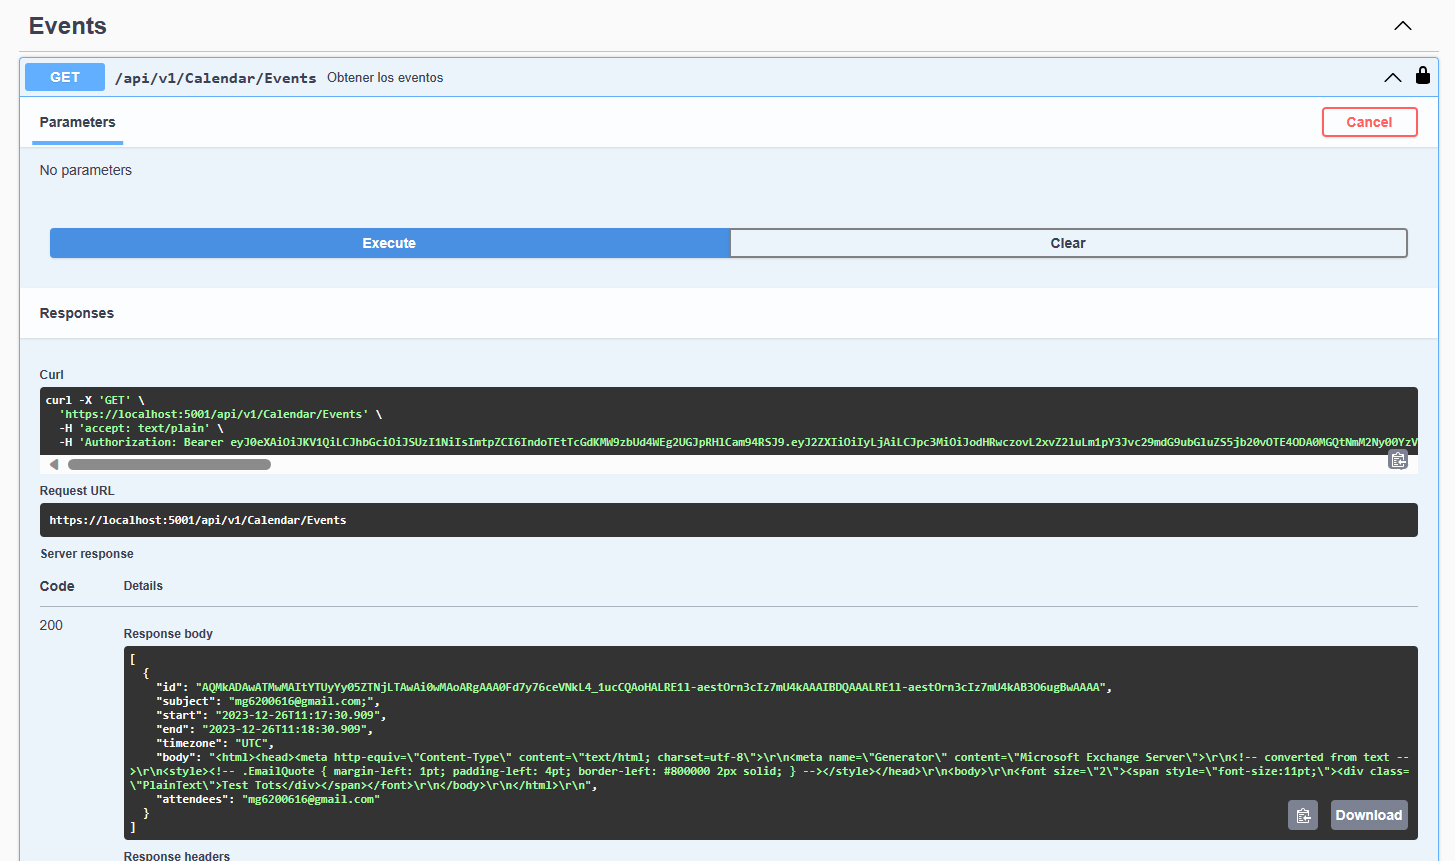 Events
GET /api/v1/Calendar/Events Obtener los eventos
Parameters
Cancel
No parameters
Execute
Clear
Responses
Curl
curl -X 'GET' \
'https://localhost:5001/api/v1/Calendar/Events' \
-H 'accept: text/plain' \
-H 'Authorization: Bearer
Request URL
https://localhost:5001/api/v1/Calendar/Events
Server response
Code Details
200
Response body
[
{
"id": "AQMkADAwATMwMAItYTUyYy05ZTNjLTAwAi0wMAoARgAAA0Fd7y76ceVNkL4_1ucCQAoHALRE1l-aestOrn3cIz7mU4kAAAIBDQAAALRE1l-aestOrn3cIz7mU4kAB3O6ugBwAAAA",
"subject": "mg6200616@gmail.com;",
"start": "2023-12-26T11:17:30.909",
"end": "2023-12-26T11:18:30.909",
"timezone": "UTC",
"body": "<html><head><meta http-equiv=\"Content-Type\" content=\"text/html; charset=utf-8\">\r\n<meta name=\"Generator\" content=\"Microsoft Exchange Server\">\r\n<!-- converted from text --
>\r\n<style><!-- .EmailQuote { margin-left: 1pt; padding-left: 4pt; border-left: #800000 2px solid; } --></style></head>\r\n<body>\r\n<font size=\"2\"><span style=\"font-size:11pt;\"><div class=
\"PlainText\">Test Tots</div></span></font>\r\n</body>\r\n</html>\r\n",
"attendees": "mg6200616@gmail.com"
}
]
Download
Response headers